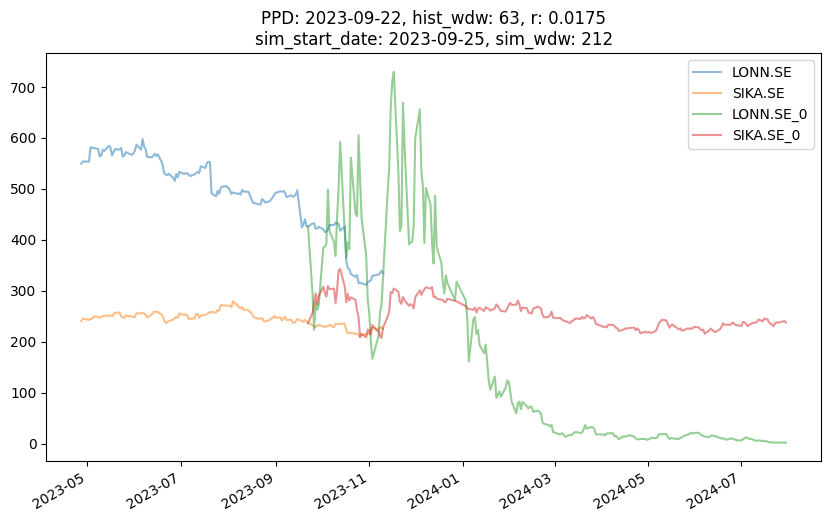 PPD: 2023-09-22, hist_wdw: 63, r: 0.0175
sim_start_date: 2023-09-25, sim_wdw: 212
LONN.SE
SIKA.SE
LONN.SE_0
SIKA.SE_0
700
600
500
400
300
200
100
0
2023-05
2023-07
2023-09
2023-11
2024-01
2024-03
2024-05
2024-07